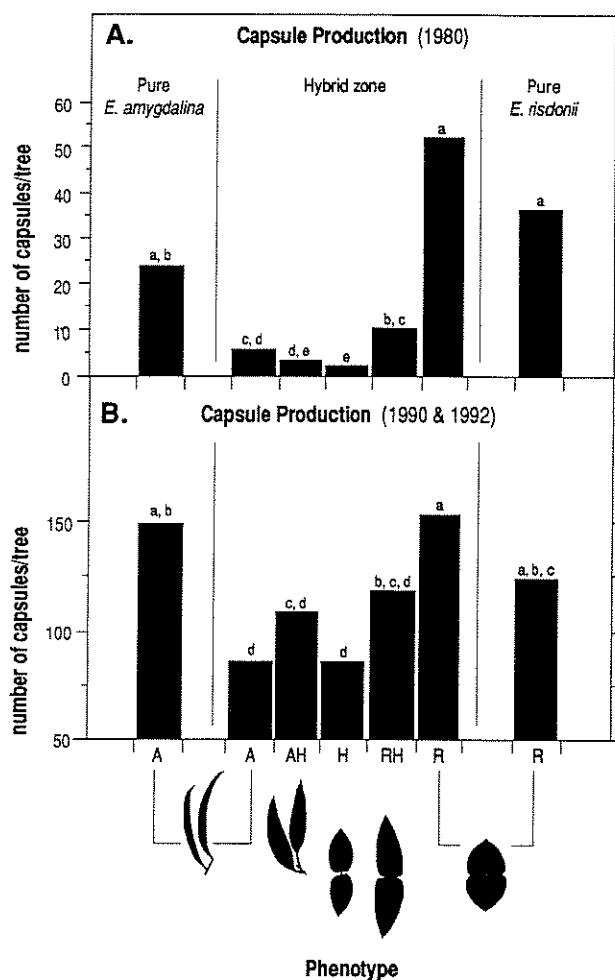 A. Capsule Production (1980)
Pure
E. amygdalina
Hybrid zone
Pure
E. risdonii
number of capsules/tree
60
50
40
30
20
10
0
a, b
c, d
d, e
e
b, c
a
a
B. Capsule Production (1990 & 1992)
number of capsules/tree
150
100
50
a, b
d
c, d
d
b, c, d
a
a, b, c
A A AH H RH R R
Phenotype